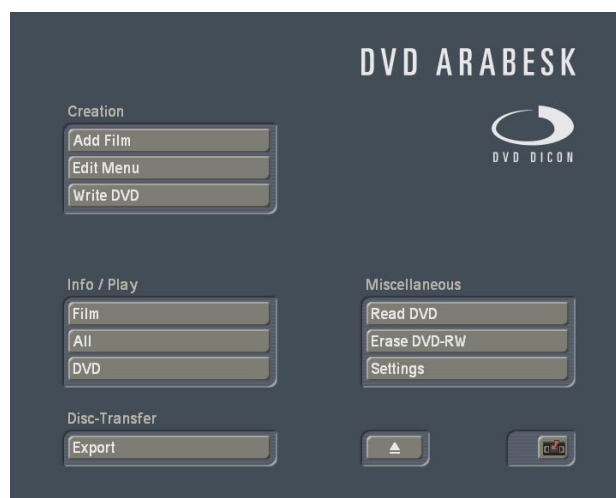 DVD ARABESK
DVD DICON
Creation
Add Film
Edit Menu
Write DVD
Info / Play
Film
All
DVD
Miscellaneous
Read DVD
Erase DVD-RW
Settings
Disc-Transfer
Export